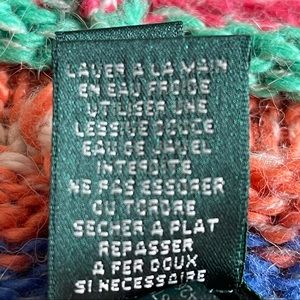 LAVER A LA MAIN
EN EAU FROIDE
UTILISER UNE
LESSIVE DOUCE
EAU DE JAVEL
INTERDITE
NE PAS ESSORER
OU TORDRE
SECHER A PLAT
REPASSER
A FER DOUX
SI NECESSAIRE